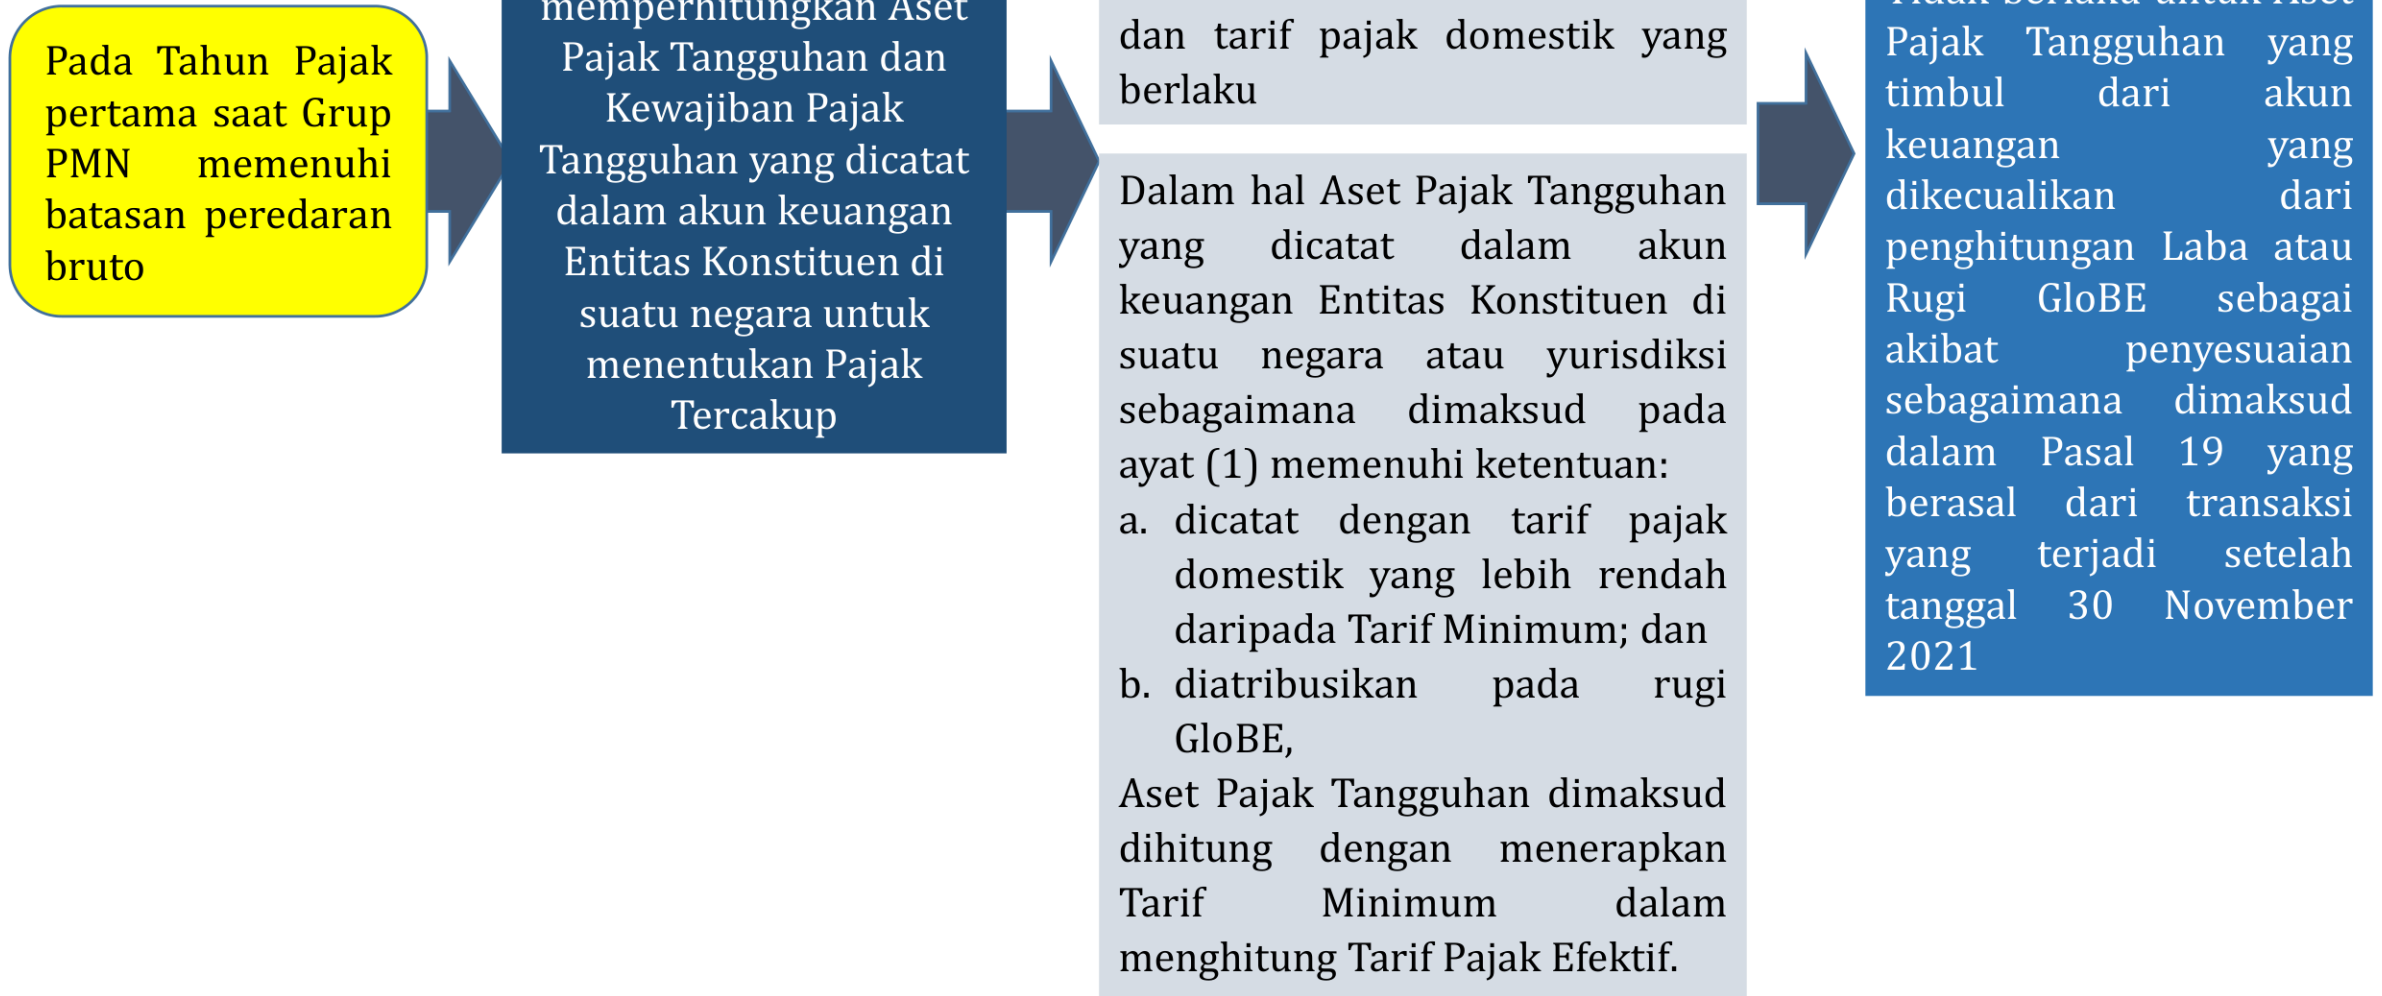 Pada Tahun Pajak
pertama saat Grup
PMN memenuhi
batasan peredaran
bruto
memperhitungkan Aset
Pajak Tangguhan dan
Kewajiban Pajak
Tangguhan yang dicatat
dalam akun keuangan
Entitas Konstituen di
suatu negara untuk
menentukan Pajak
Tercakup
dan tarif pajak domestik yang
berlaku
Dalam hal Aset Pajak Tangguhan
yang dicatat dalam akun
keuangan Entitas Konstituen di
suatu negara atau yurisdiksi
sebagaimana dimaksud pada
ayat (1) memenuhi ketentuan:
a. dicatat dengan tarif pajak
domestik yang lebih rendah
daripada Tarif Minimum; dan
b. diatribusikan pada rugi
GloBE,
Aset Pajak Tangguhan dimaksud
dihitung dengan menerapkan
Tarif Minimum dalam
menghitung Tarif Pajak Efektif.
Tidak berlaku untuk Aset
Pajak Tangguhan yang
timbul dari akun
keuangan yang
dikecualikan dari
penghitungan Laba atau
Rugi GloBE sebagai
akibat penyesuaian
sebagaimana dimaksud
dalam Pasal 19 yang
berasal dari transaksi
yang terjadi setelah
tanggal 30 November
2021